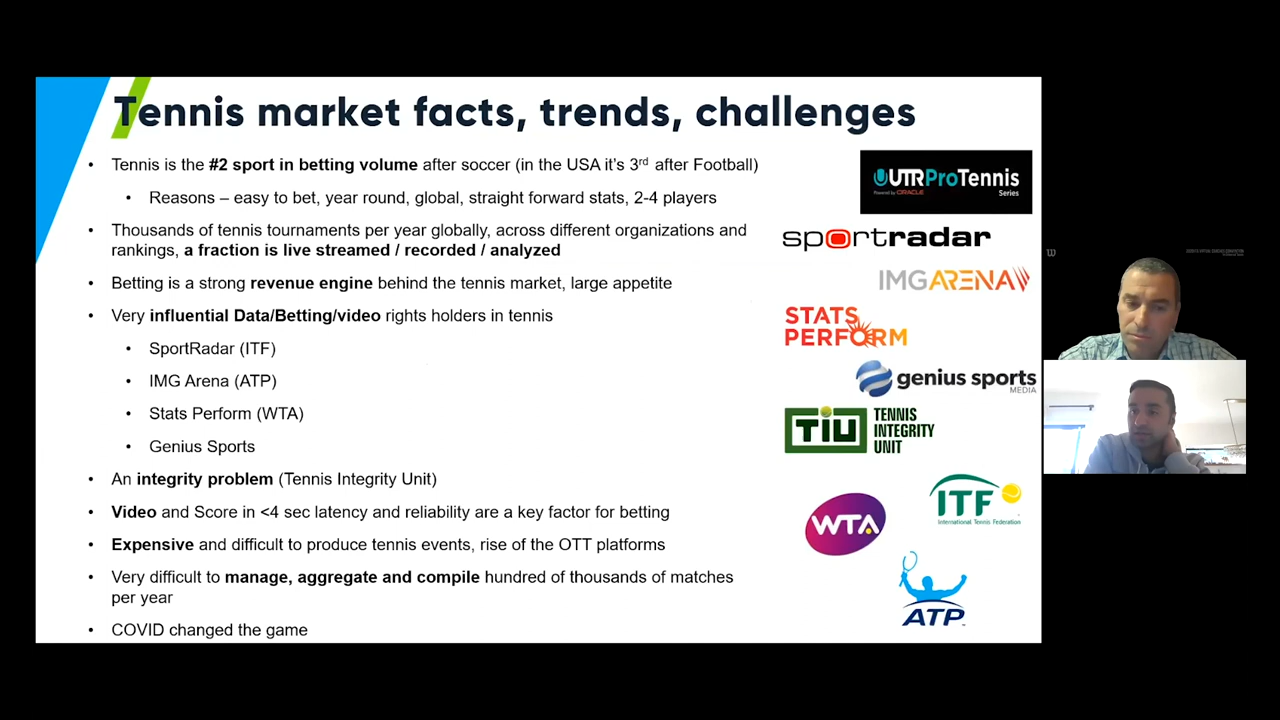 Tennis market facts, trends, challenges
• Tennis is the #2 sport in betting volume after soccer (in the USA it's 3rd after Football)
• Reasons – easy to bet, year round, global, straight forward stats, 2-4 players
• Thousands of tennis tournaments per year globally, across different organizations and
rankings, a fraction is live streamed / recorded / analyzed
• Betting is a strong revenue engine behind the tennis market, large appetite
• Very influential Data/Betting/video rights holders in tennis
• SportRadar (ITF)
• IMG Arena (ATP)
• Stats Perform (WTA)
• Genius Sports
• An integrity problem (Tennis Integrity Unit)
• Video and Score in <4 sec latency and reliability are a key factor for betting
• Expensive and difficult to produce tennis events, rise of the OTT platforms
• Very difficult to manage, aggregate and compile hundred of thousands of matches
per year
• COVID changed the game
UTRProTennis
Powered by ORACLE
Series
sportradar
IMGARENA
STATS
PERFORM
genius sports
MEDIA
TIU
TENNIS
INTEGRITY
UNIT
ITF
International Tennis Federation
WTA
ATP
W